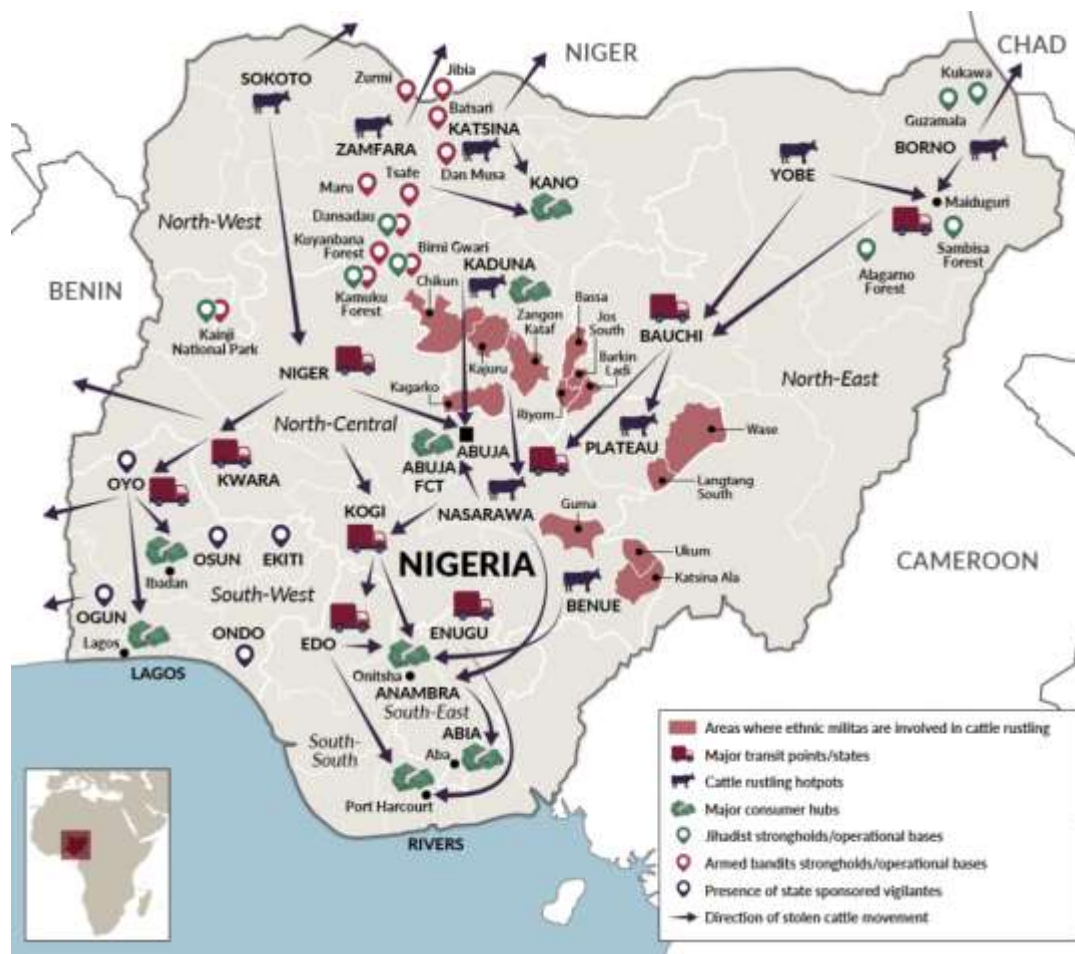 NIGER
CHAD
SOKOTO
Zurmi
Jibia
Kukawa
Batsari
Guzamala
KATSINA
ZAMFARA
BORNO
Dan Musa
YOBE
Tsafe
KANO
Maru
Maiduguri
North-West
Dansadau
Kuyanbana
Forest
Birni Gwari
Sambisa
Forest
KADUNA
Alagarno
Forest
BENIN
Chikun
Kamuku
Forest
Zangon
Kataf
Bassa
Jos
South
Kainji
National Park
BAUCHI
Barkin
Ladi
Kajuru
NIGER
North-East
Kagarko
Riyom
North-Central
ABUJA
Wase
PLATEAU
ABUJA
FCT
OYO
KWARA
Langtang
South
NASARAWA
KOGI
Guma
OSUN
EKITI
NIGERIA
Ukum
CAMEROON
Ibadan
Katsina Ala
South-West
BENUE
OGUN
ONDO
ENUGU
Lagos
EDO
LAGOS
Onitsha
ANAMBRA
South-East
ABIA
South-
South
Aba
Port Harcourt
RIVERS
Areas where ethnic militas are involved in cattle rustling
Major transit points/states
Cattle rustling hotpots
Major consumer hubs
Jihadist strongholds/operational bases
Armed bandits strongholds/operational bases
Presence of state sponsored vigilantes
Direction of stolen cattle movement